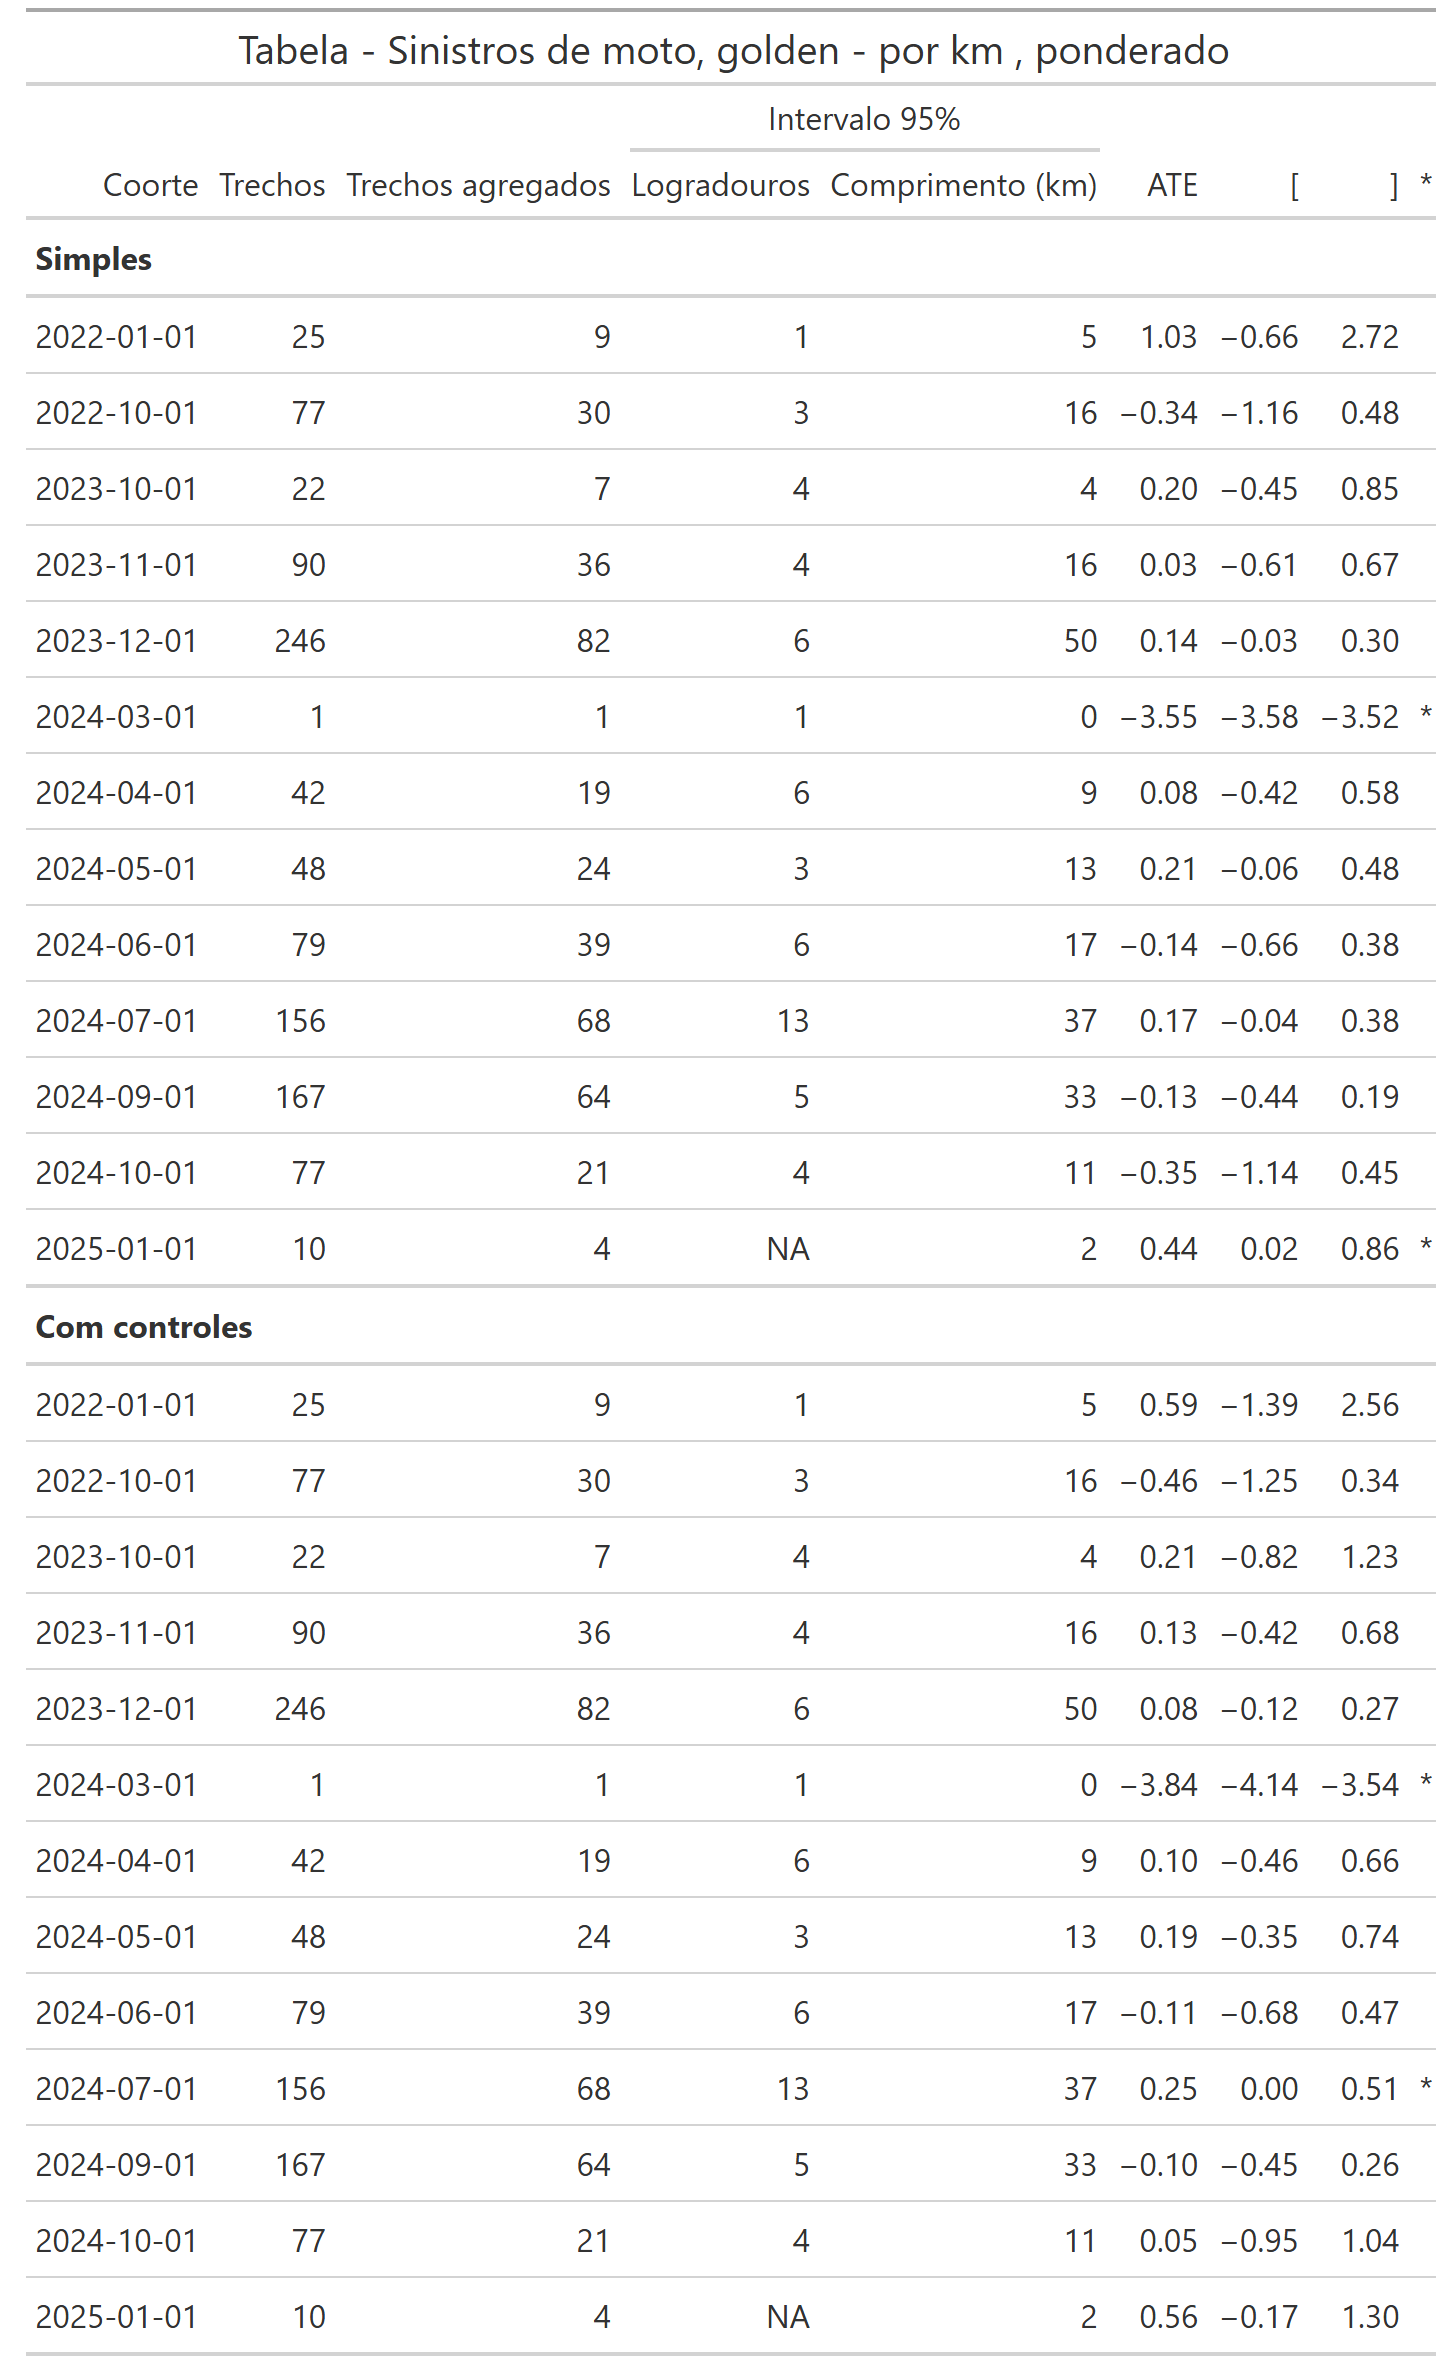 Tabela - Sinistros de moto, golden - por km , ponderado
Intervalo 95%
Coorte Trechos Trechos agregados Logradouros Comprimento (km) ATE [ ] *
Simples
2022-01-01 25 9 1 5 1.03 −0.66 2.72
2022-10-01 77 30 3 16 −0.34 −1.16 0.48
2023-10-01 22 7 4 4 0.20 −0.45 0.85
2023-11-01 90 36 4 16 0.03 −0.61 0.67
2023-12-01 246 82 6 50 0.14 −0.03 0.30
2024-03-01 1 1 1 0 −3.55 −3.58 −3.52 *
2024-04-01 42 19 6 9 0.08 −0.42 0.58
2024-05-01 48 24 3 13 0.21 −0.06 0.48
2024-06-01 79 39 6 17 −0.14 −0.66 0.38
2024-07-01 156 68 13 37 0.17 −0.04 0.38
2024-09-01 167 64 5 33 −0.13 −0.44 0.19
2024-10-01 77 21 4 11 −0.35 −1.14 0.45
2025-01-01 10 4 NA 2 0.44 0.02 0.86 *
Com controles
2022-01-01 25 9 1 5 0.59 −1.39 2.56
2022-10-01 77 30 3 16 −0.46 −1.25 0.34
2023-10-01 22 7 4 4 0.21 −0.82 1.23
2023-11-01 90 36 4 16 0.13 −0.42 0.68
2023-12-01 246 82 6 50 0.08 −0.12 0.27
2024-03-01 1 1 1 0 −3.84 −4.14 −3.54 *
2024-04-01 42 19 6 9 0.10 −0.46 0.66
2024-05-01 48 24 3 13 0.19 −0.35 0.74
2024-06-01 79 39 6 17 −0.11 −0.68 0.47
2024-07-01 156 68 13 37 0.25 0.00 0.51 *
2024-09-01 167 64 5 33 −0.10 −0.45 0.26
2024-10-01 77 21 4 11 0.05 −0.95 1.04
2025-01-01 10 4 NA 2 0.56 −0.17 1.30